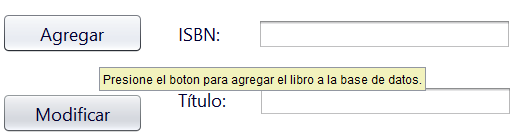 Agregar ISBN:
Presione el boton para agregar el libro a la base de datos.
Título:
Modificar